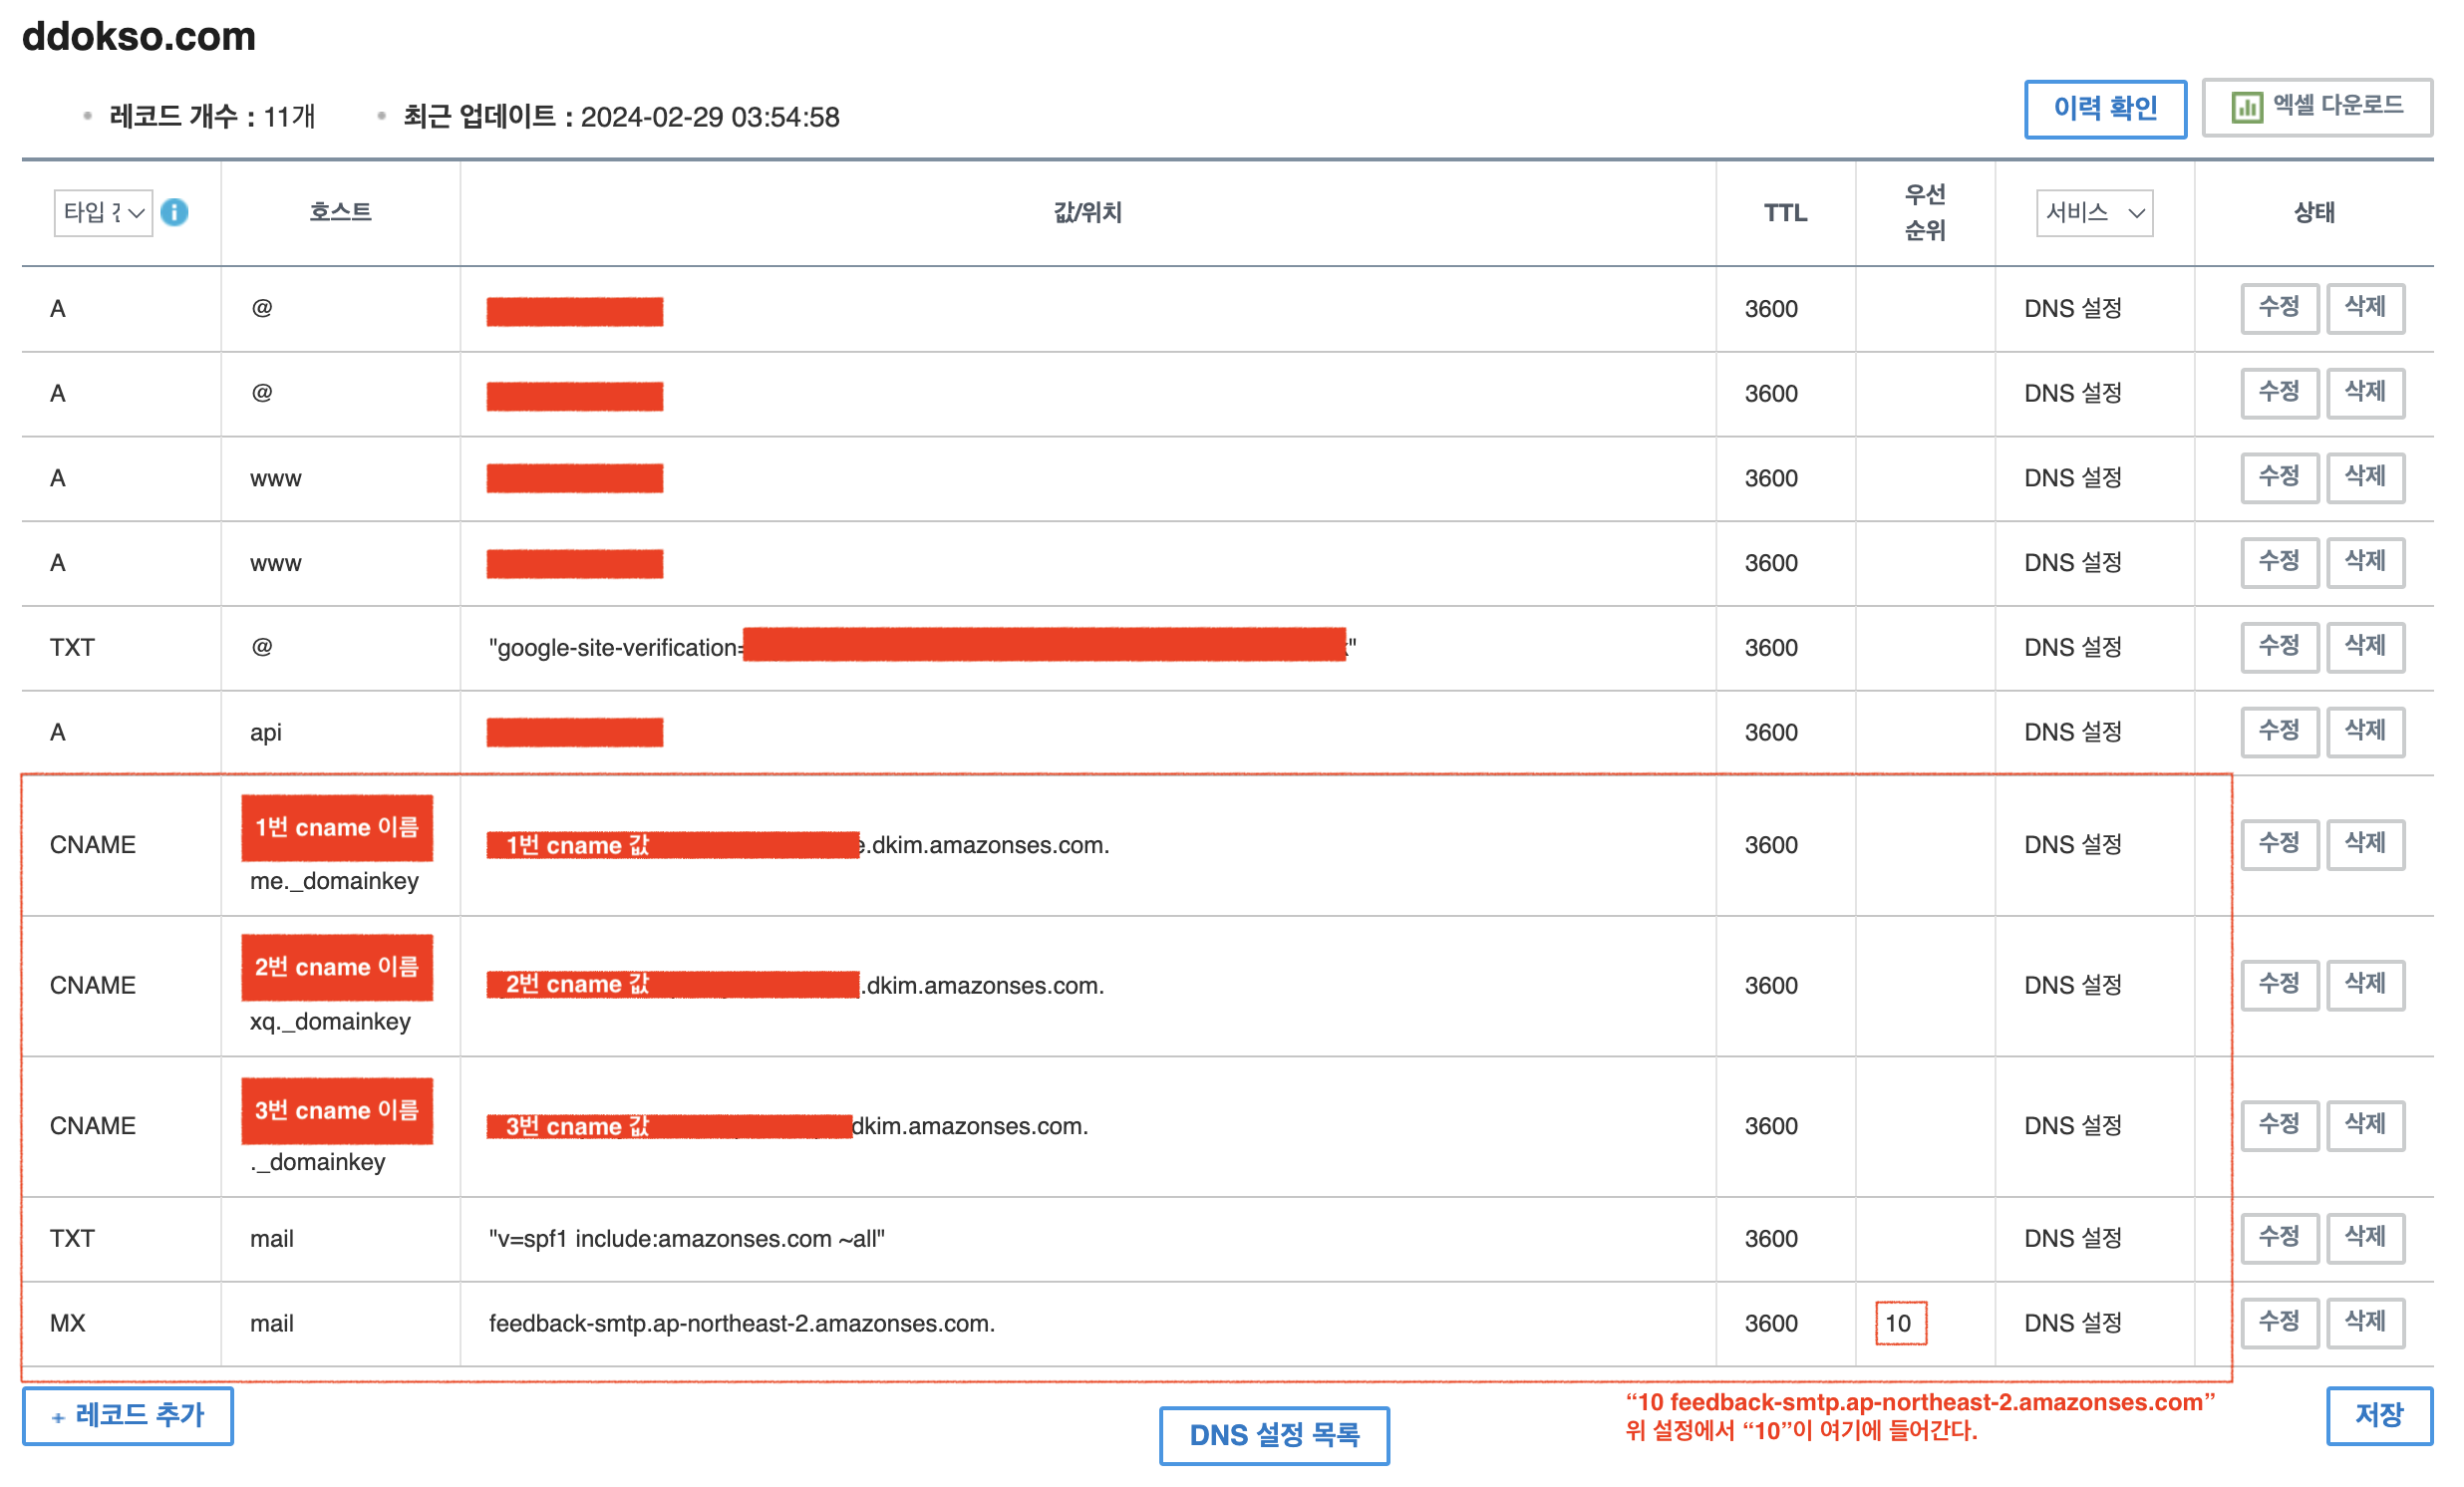 ddokso.com
레코드 개수 : 11개 최근 업데이트 : 2024-02-29 03:54:58
이력 확인 엑셀 다운로드
타입 호스트 값/위치 TTL 우선 순위 서비스 상태
A @ 3600 DNS 설정 수정 삭제
A @ 3600 DNS 설정 수정 삭제
A www 3600 DNS 설정 수정 삭제
A www 3600 DNS 설정 수정 삭제
TXT @ "google-site-verification= " 3600 DNS 설정 수정 삭제
A api 3600 DNS 설정 수정 삭제
CNAME 1번 cname 이름 me._domainkey 1번 cname 값 e.dkim.amazonses.com. 3600 DNS 설정 수정 삭제
CNAME 2번 cname 이름 xq._domainkey 2번 cname 값 .dkim.amazonses.com. 3600 DNS 설정 수정 삭제
CNAME 3번 cname 이름 ._domainkey 3번 cname 값 dkim.amazonses.com. 3600 DNS 설정 수정 삭제
TXT mail "v=spf1 include:amazonses.com ~all" 3600 DNS 설정 수정 삭제
MX mail feedback-smtp.ap-northeast-2.amazonses.com. 3600 10 DNS 설정 수정 삭제
+ 레코드 추가
DNS 설정 목록
“10 feedback-smtp.ap-northeast-2.amazonses.com”
위 설정에서 “10”이 여기에 들어간다.
저장